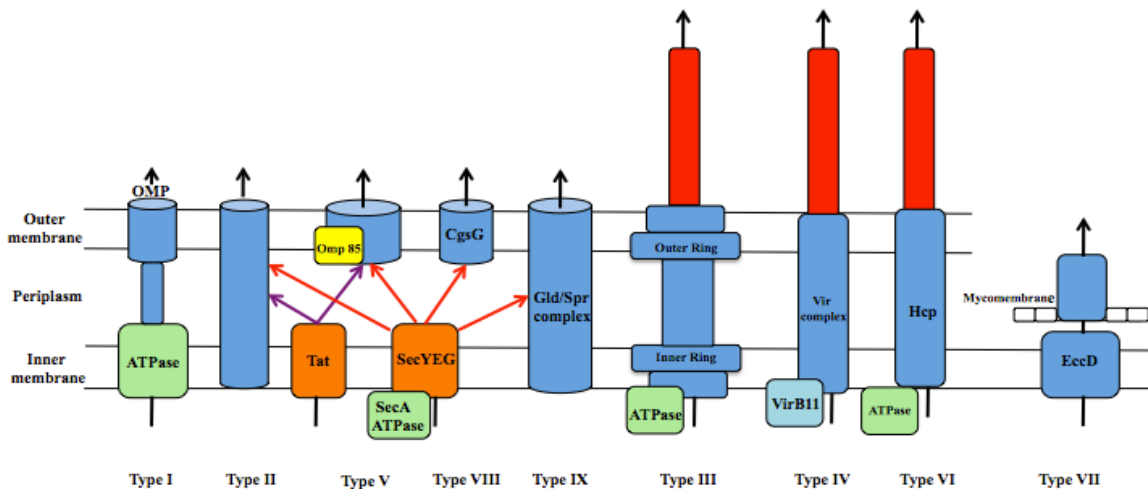 OMP
Outer
membrane
Omp 85
CgsG
Outer Ring
Periplasm
Gld/Spr
complex
Vir
complex
Hcp
Mycomembrane
Inner
membrane
ATPase
Tat
SecYEG
Inner Ring
EccD
SecA
ATPase
ATPase
VirB11
ATPase
Type I
Type II
Type V
Type VIII
Type IX
Type III
Type IV
Type VI
Type VII